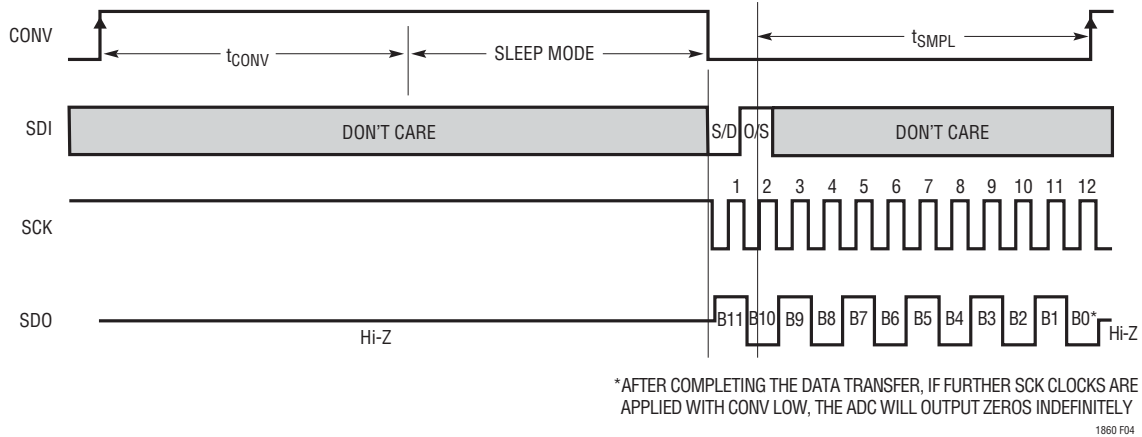 CONV
tCONV
SLEEP MODE
tSMPL
SDI
DON'T CARE
S/D
O/S
DON'T CARE
1 2 3 4 5 6 7 8 9 10 11 12
SCK
SDO
Hi-Z
B11 B10 B9 B8 B7 B6 B5 B4 B3 B2 B1 B0*
Hi-Z
*AFTER COMPLETING THE DATA TRANSFER, IF FURTHER SCK CLOCKS ARE
APPLIED WITH CONV LOW, THE ADC WILL OUTPUT ZEROS INDEFINITELY
1860 F04